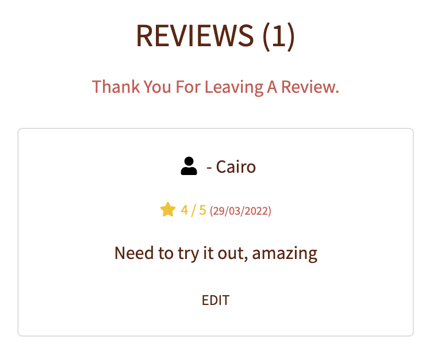 REVIEWS (1)
Thank You For Leaving A Review.
- Cairo
4 / 5 (29/03/2022)
Need to try it out, amazing
EDIT